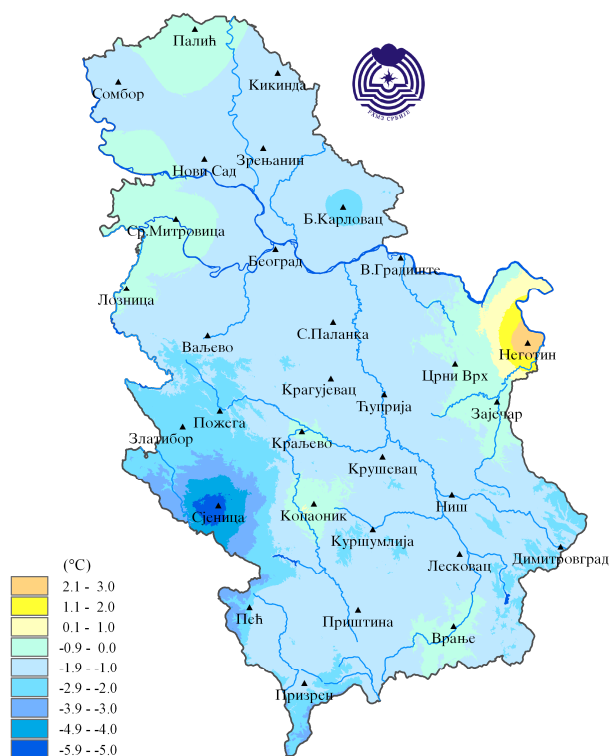 Палић
Сомбор
Кикинда
РХМЗ СРБИЈЕ
Зрењанин
Нови Сад
Б.Карловац
Ср.Митровица
Београд
В.Градиште
Лозница
Ваљево
С.Паланка
Неготин
Црни Врх
Крагујевац
Ћуприја
Зајечар
Пожега
Златибор
Краљево
Крушевац
Ниш
Сјеница
Копаоник
Куршумлија
Димитровград
Лесковац
Пећ
Приштина
Врање
Призрен
(°C)
2.1 - 3.0
1.1 - 2.0
0.1 - 1.0
-0.9 - 0.0
-1.9 - -1.0
-2.9 - -2.0
-3.9 - -3.0
-4.9 - -4.0
-5.9 - -5.0